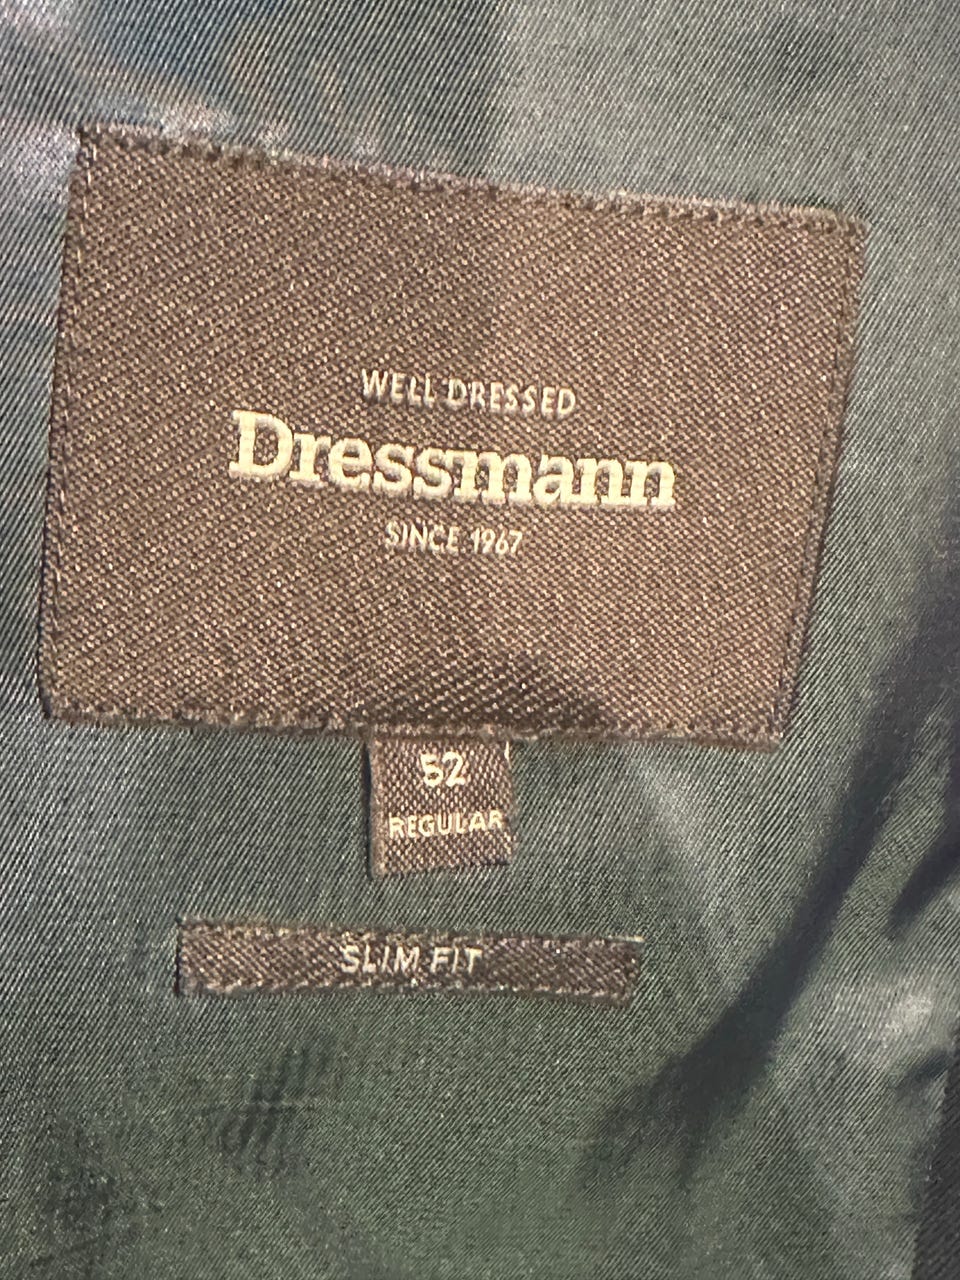 WELL DRESSED
Dressmann
SINCE 1967
52
REGULAR
SLIM FIT